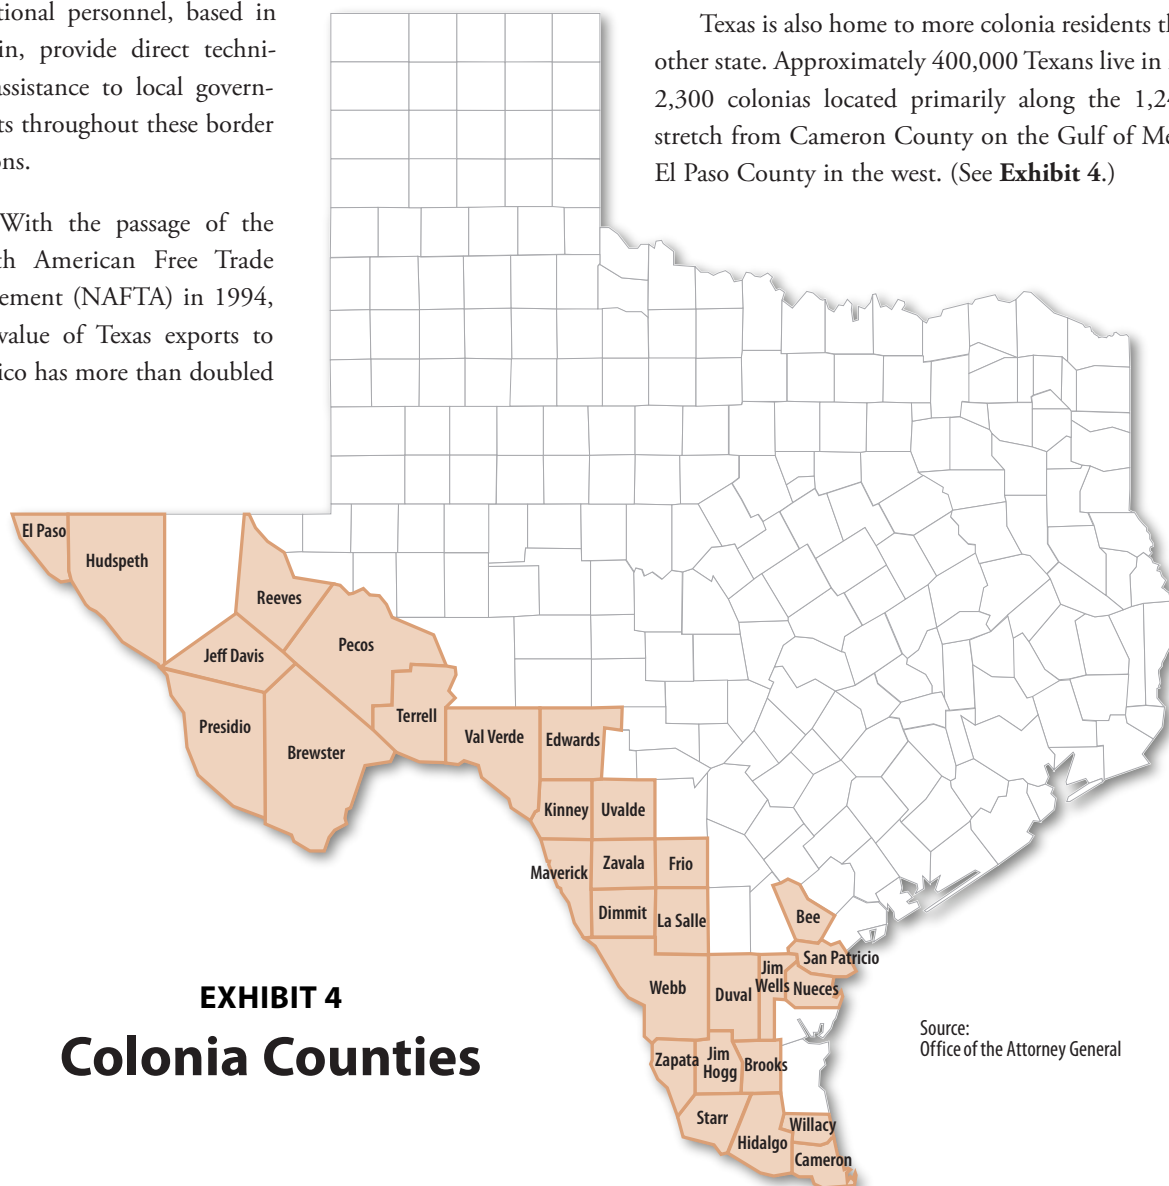 tional personnel, based in
in, provide direct techni-
assistance to local govern-
ts throughout these border
ons.
With the passage of the
th American Free Trade
ement (NAFTA) in 1994,
value of Texas exports to
ico has more than doubled
Texas is also home to more colonia residents th
other state. Approximately 400,000 Texans live in
2,300 colonias located primarily along the 1,24
stretch from Cameron County on the Gulf of Me
El Paso County in the west. (See Exhibit 4.)
El Paso
Hudspeth
Reeves
Jeff Davis
Pecos
Presidio
Brewster
Terrell
Val Verde
Edwards
Kinney
Uvalde
Maverick
Zavala
Frio
Dimmit
La Salle
Bee
San Patricio
Webb
Duval
Jim
Wells
Nueces
Zapata
Jim
Hogg
Brooks
Starr
Hidalgo
Willacy
Cameron
EXHIBIT 4
Colonia Counties
Source:
Office of the Attorney General